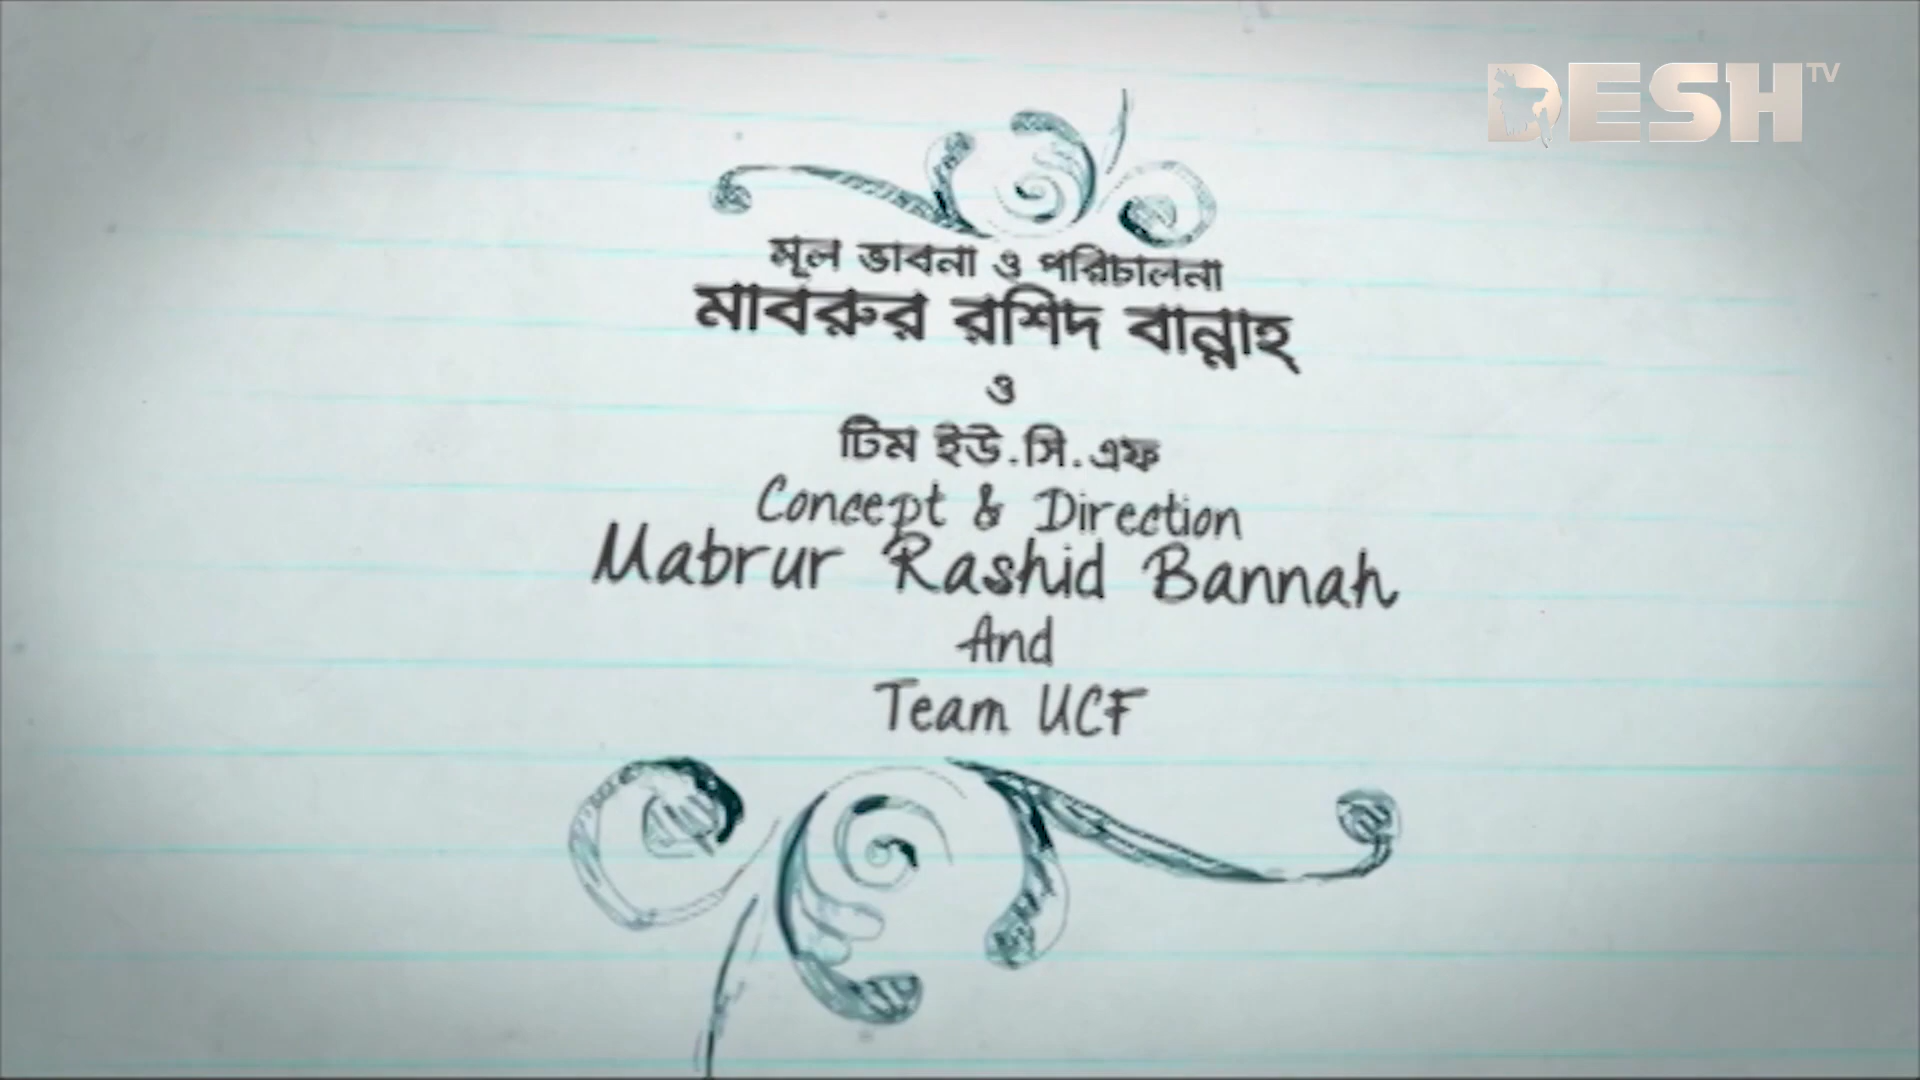 DESH TV
মূল ভাবনা ও পরিচালনা
মাবরুর রশিদ বান্নাহ্
ও
টিম ইউ.সি.এফ
Concept & Direction
Mabrur Rashid Bannah
And
Team UCF